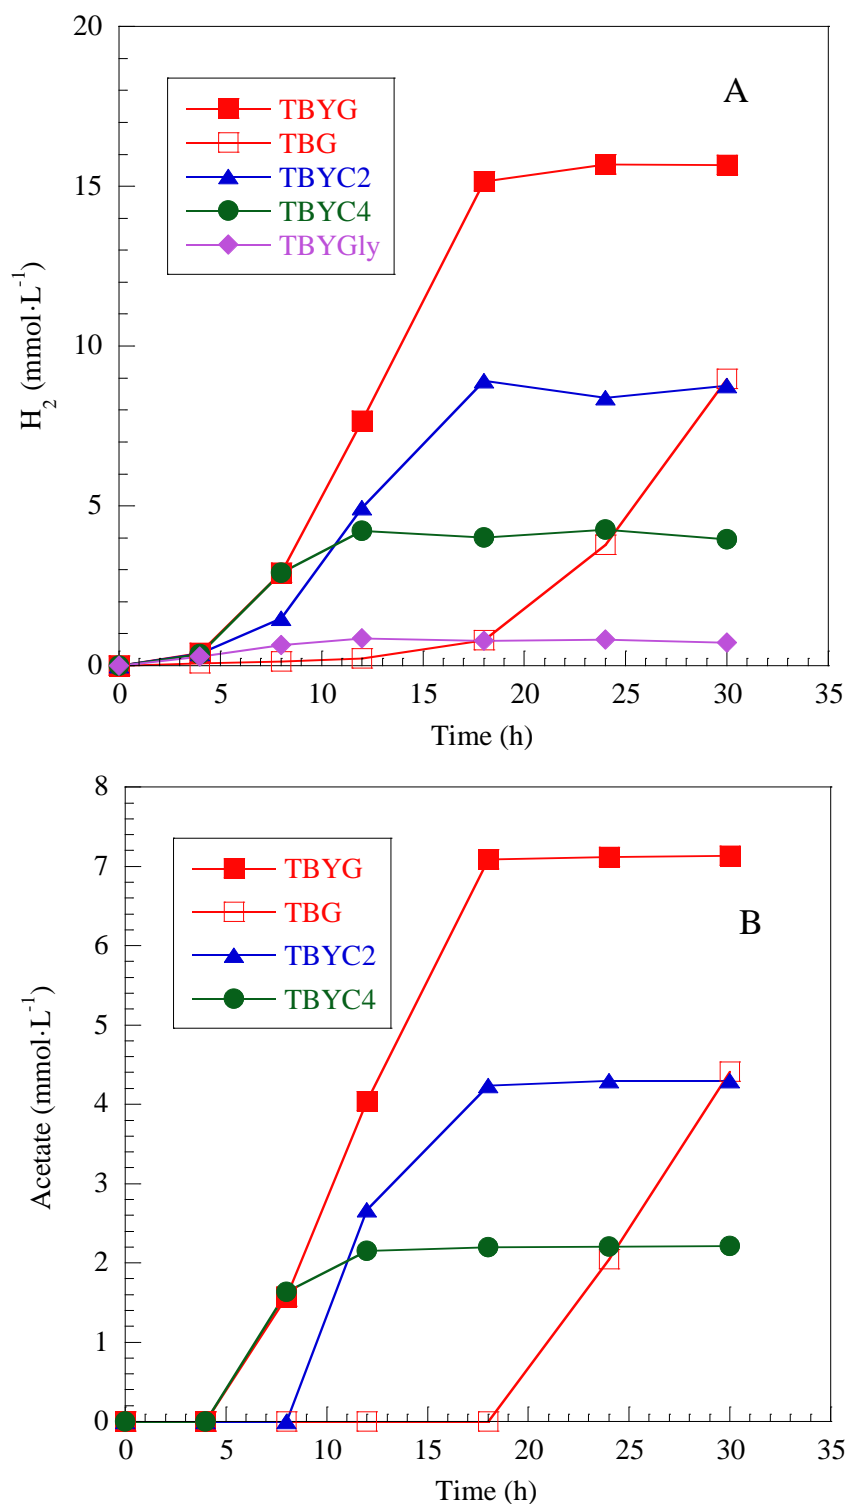 A
TBYG
TBG
TBYC2
TBYC4
TBYGly
20
15
10
5
0
H₂ (mmol·L⁻¹)
0 5 10 15 20 25 30 35
Time (h)
B
TBYG
TBG
TBYC2
TBYC4
8
7
6
5
4
3
2
1
0
Acetate (mmol·L⁻¹)
0 5 10 15 20 25 30 35
Time (h)